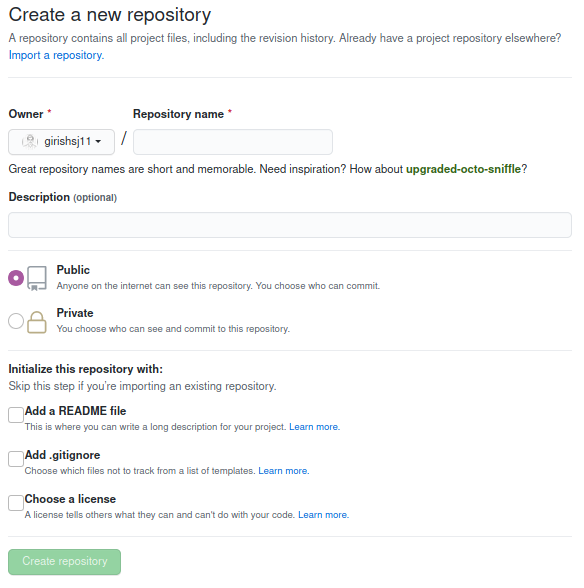 Create a new repository
A repository contains all project files, including the revision history. Already have a project repository elsewhere?
Import a repository.
Owner * Repository name *
girishsj11 /
Great repository names are short and memorable. Need inspiration? How about upgraded-octo-sniffle?
Description (optional)
Public
Anyone on the internet can see this repository. You choose who can commit.
Private
You choose who can see and commit to this repository.
Initialize this repository with:
Skip this step if you're importing an existing repository.
Add a README file
This is where you can write a long description for your project. Learn more.
Add .gitignore
Choose which files not to track from a list of templates. Learn more.
Choose a license
A license tells others what they can and can't do with your code. Learn more.
Create repository